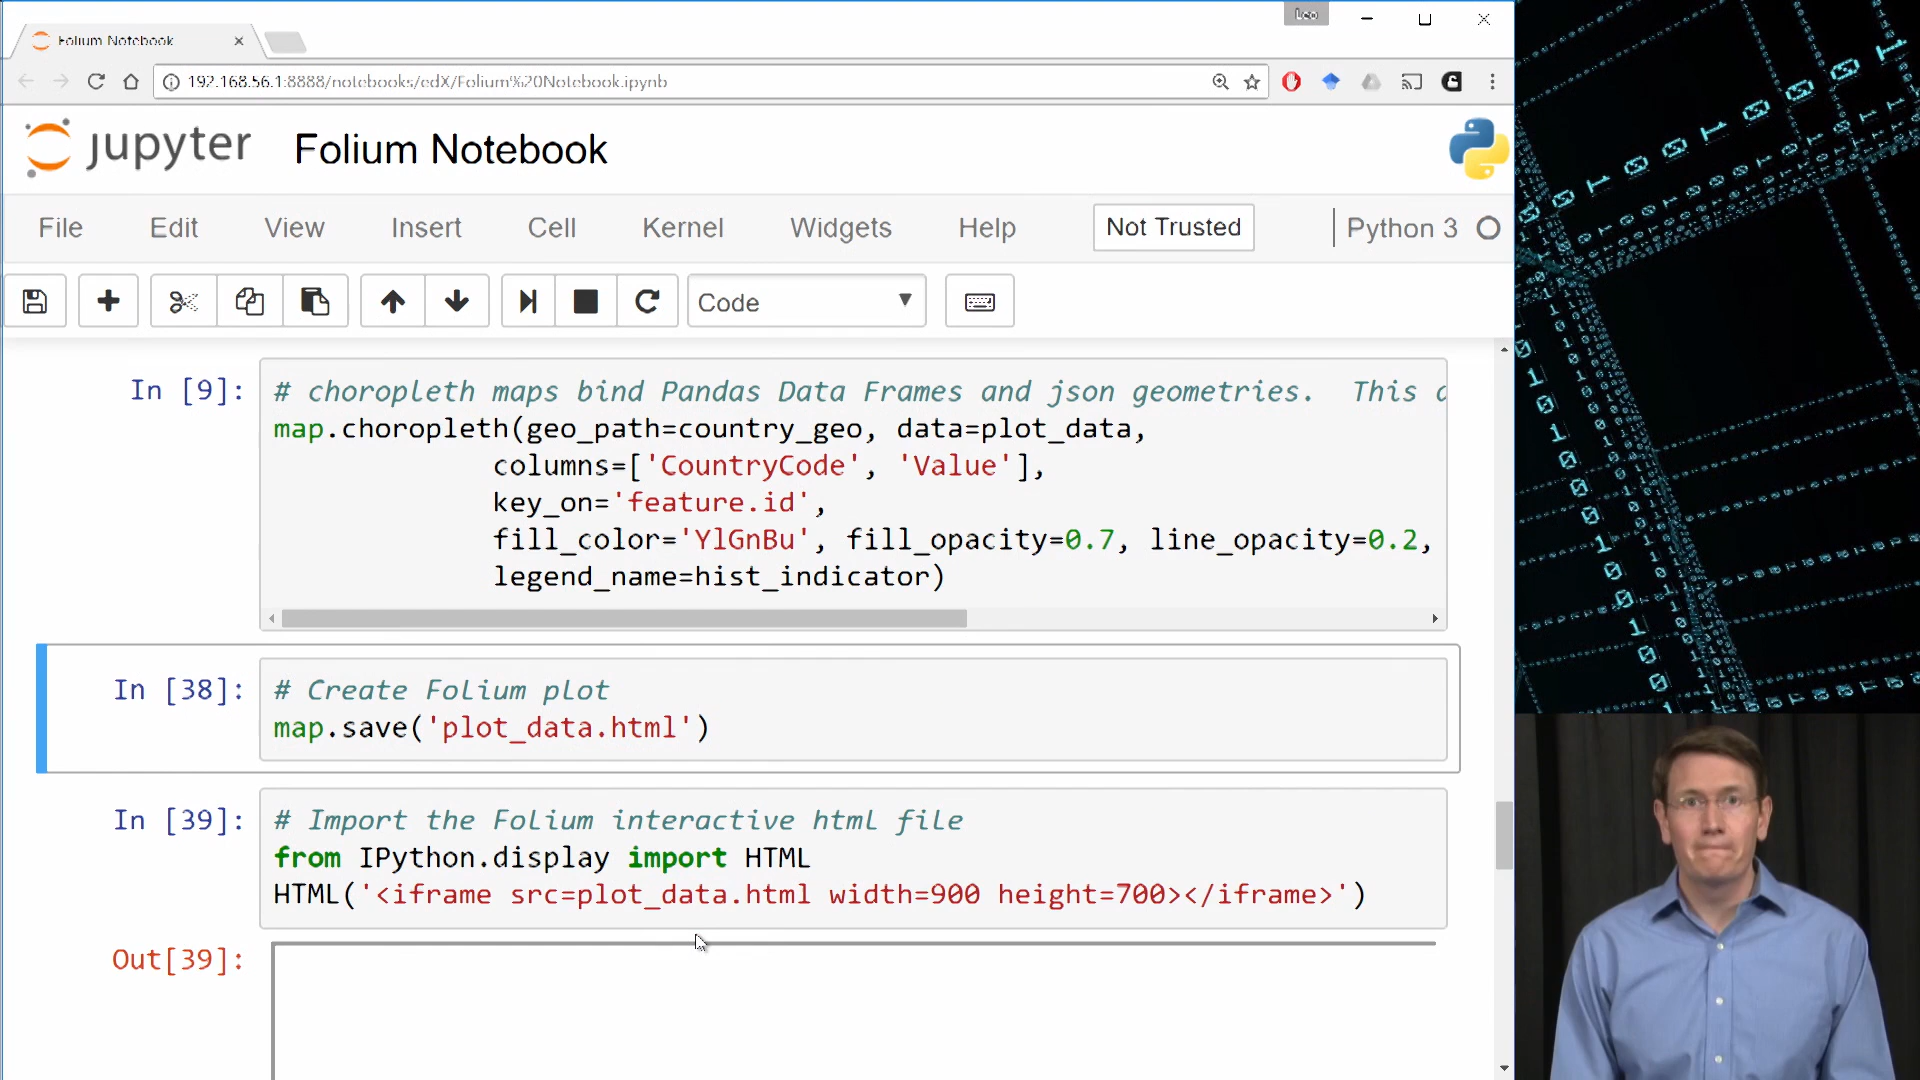 Leo
Folium Notebook
192.168.56.1:8888/notebooks/edX/Folium%20Notebook.ipynb
jupyter Folium Notebook
File Edit View Insert Cell Kernel Widgets Help Not Trusted Python 3
Code
In [9]:
# choropleth maps bind Pandas Data Frames and json geometries.  This
map.choropleth(geo_path=country_geo, data=plot_data,
columns=['CountryCode', 'Value'],
key_on='feature.id',
fill_color='YlGnBu', fill_opacity=0.7, line_opacity=0.2,
legend_name=hist_indicator)
In [38]:
# Create Folium plot
map.save('plot_data.html')
In [39]:
# Import the Folium interactive html file
from IPython.display import HTML
HTML('<iframe src=plot_data.html width=900 height=700></iframe>')
Out[39]: